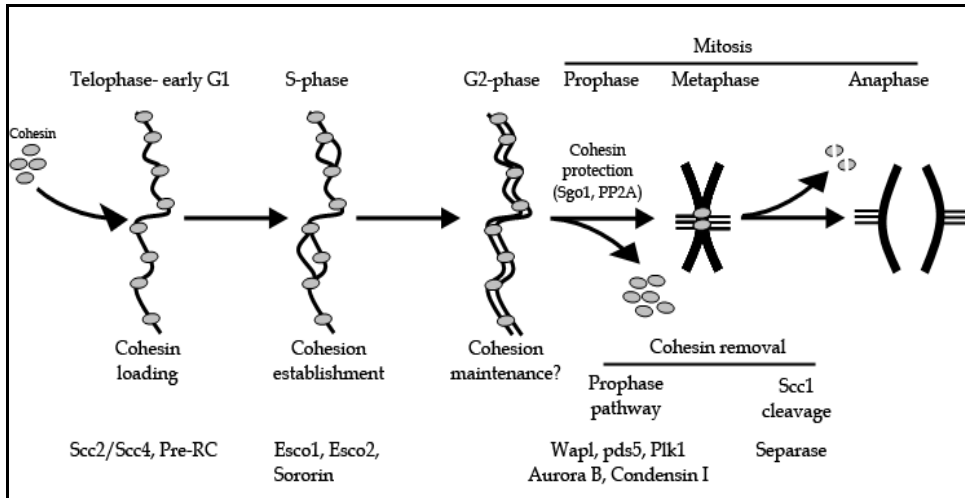 Mitosis
Telophase- early G1
S-phase
G2-phase
Prophase
Metaphase
Anaphase
Cohesin
Cohesin
protection
(Sgo1, PP2A)
Cohesin
loading
Cohesion
establishment
Cohesion
maintenance?
Cohesin removal
Prophase
pathway
Scc1
cleavage
Scc2/Scc4, Pre-RC
Esco1, Esco2,
Sororin
Wapl, pds5, Plk1
Aurora B, Condensin I
Separase